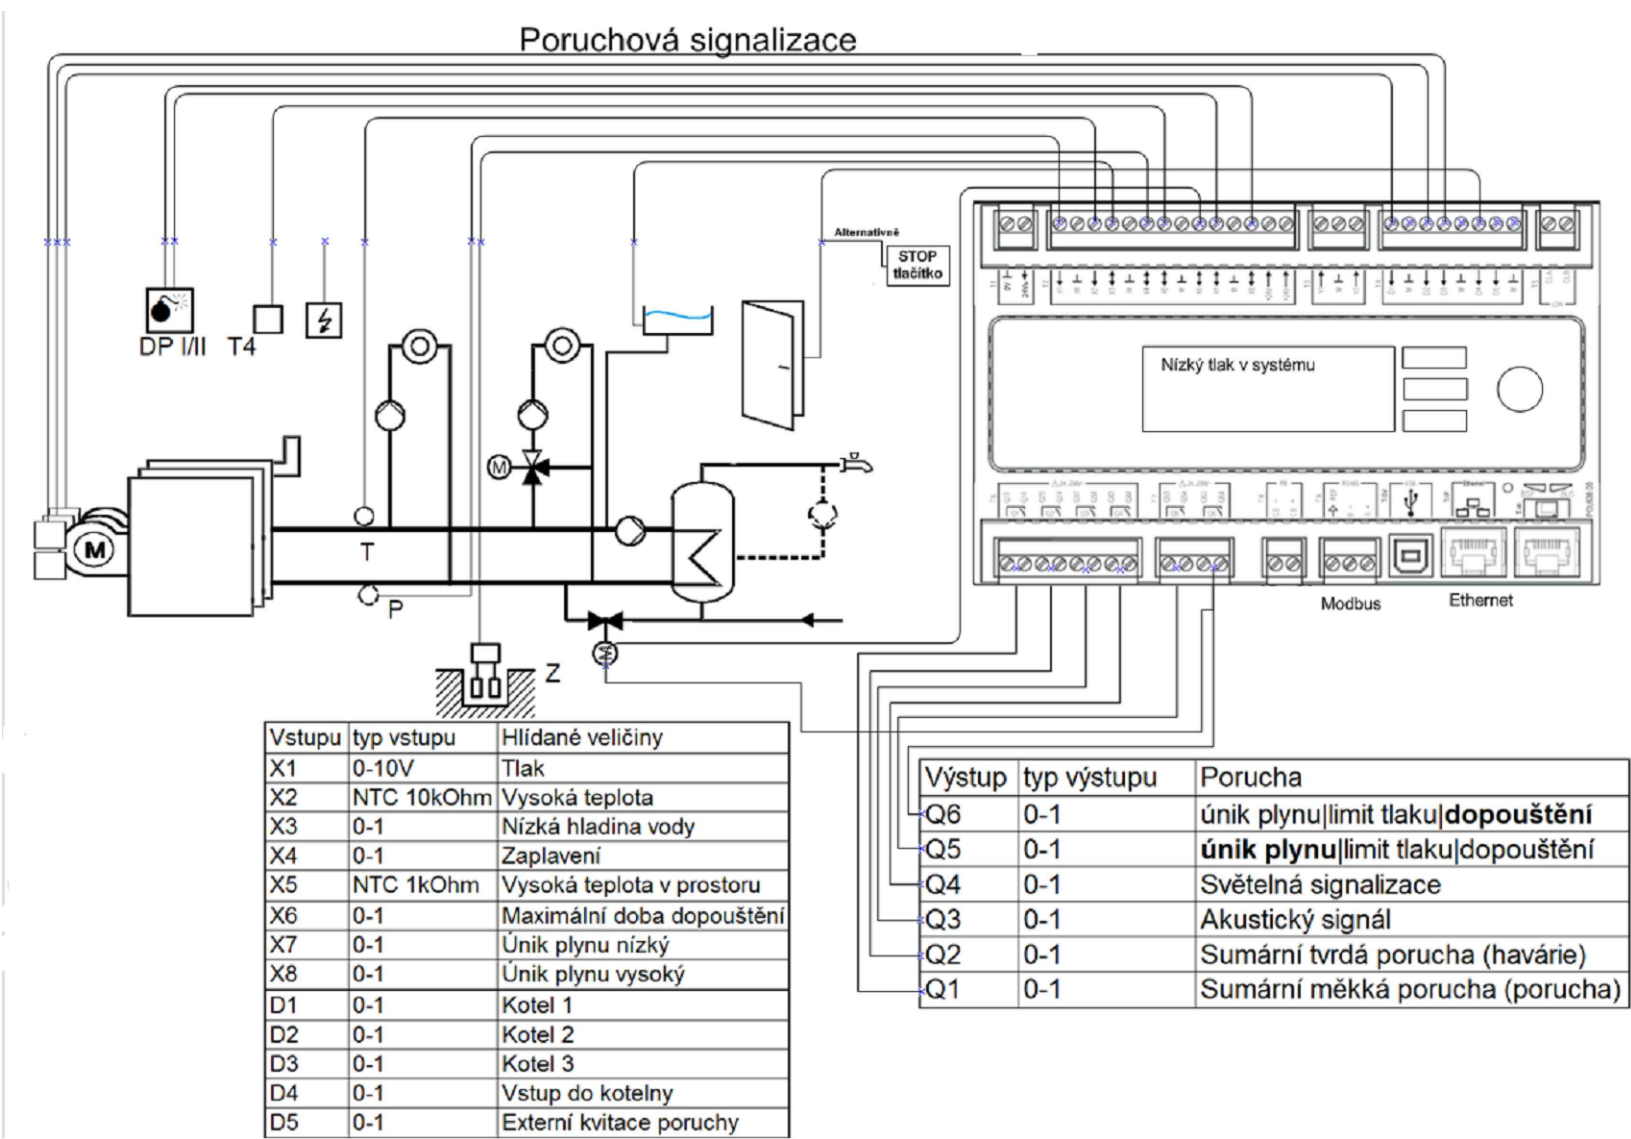 Poruchová signalizace
Alternativně
STOP
tlačítko
DP I/II
T4
Nízký tlak v systému
M
M
T
P
M
Z
Modbus
Ethernet
Vstupu typ vstupu Hlídané veličiny
X1 0-10V Tlak
X2 NTC 10kOhm Vysoká teplota
X3 0-1 Nízká hladina vody
X4 0-1 Zaplavení
X5 NTC 1kOhm Vysoká teplota v prostoru
X6 0-1 Maximální doba dopouštění
X7 0-1 Únik plynu nízký
X8 0-1 Únik plynu vysoký
D1 0-1 Kotel 1
D2 0-1 Kotel 2
D3 0-1 Kotel 3
D4 0-1 Vstup do kotelny
D5 0-1 Externí kvitace poruchy
Výstup typ výstupu Porucha
Q6 0-1 únik plynu|limit tlaku|dopouštění
Q5 0-1 únik plynu|limit tlaku|dopouštění
Q4 0-1 Světelná signalizace
Q3 0-1 Akustický signál
Q2 0-1 Sumární tvrdá porucha (havárie)
Q1 0-1 Sumární měkká porucha (porucha)